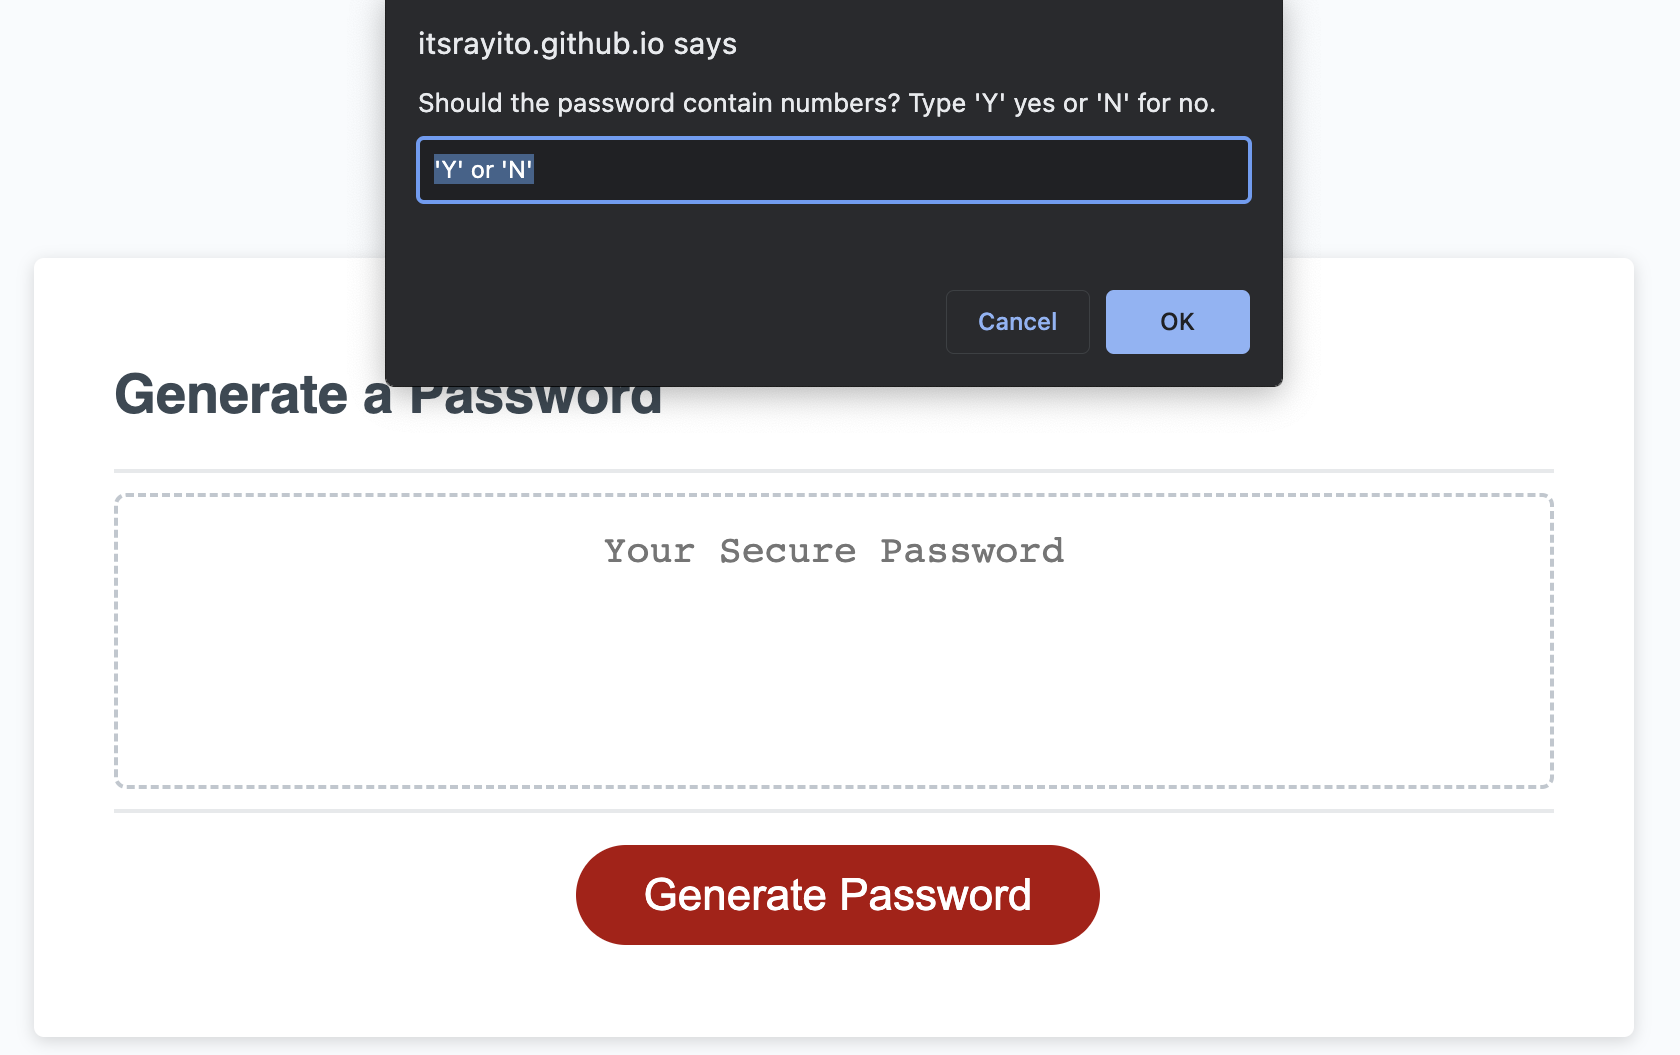 itsrayito.github.io says
Should the password contain numbers? Type 'Y' yes or 'N' for no.
'Y' or 'N'
Cancel
OK
Generate a Password
Your Secure Password
Generate Password